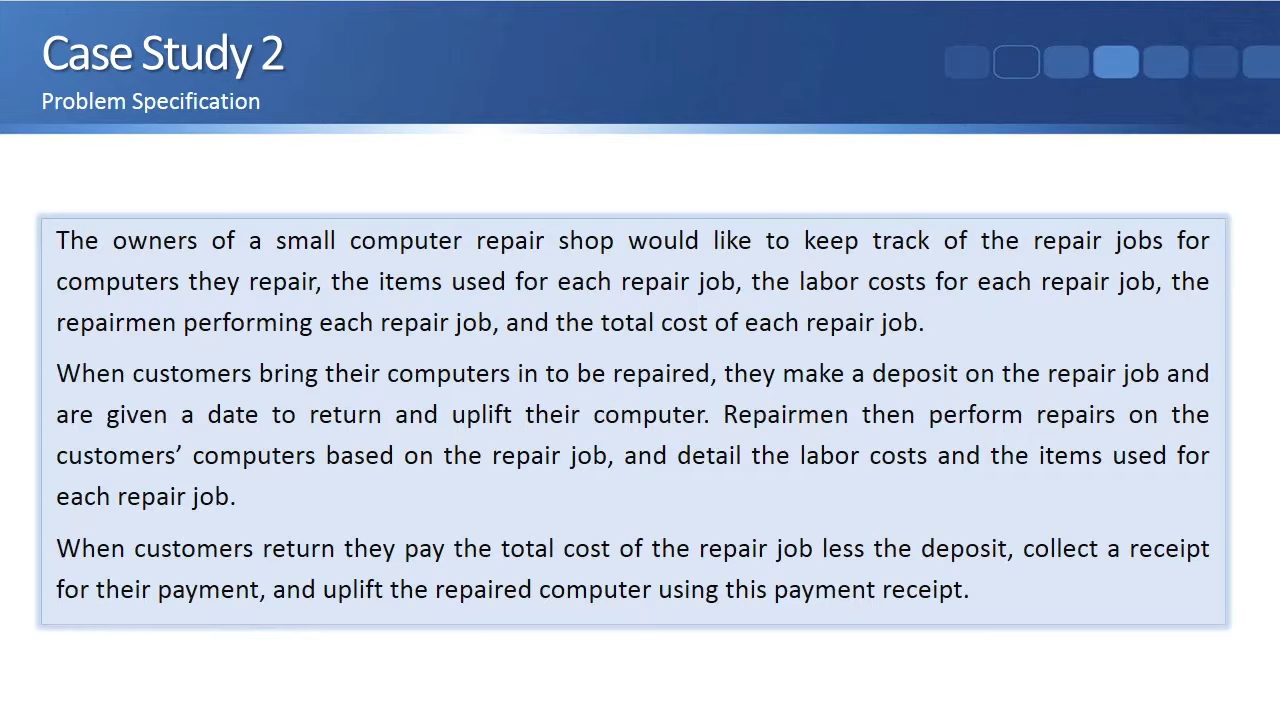 Case Study 2
Problem Specification
The owners of a small computer repair shop would like to keep track of the repair jobs for
computers they repair, the items used for each repair job, the labor costs for each repair job, the
repairmen performing each repair job, and the total cost of each repair job.
When customers bring their computers in to be repaired, they make a deposit on the repair job and
are given a date to return and uplift their computer. Repairmen then perform repairs on the
customers’ computers based on the repair job, and detail the labor costs and the items used for
each repair job.
When customers return they pay the total cost of the repair job less the deposit, collect a receipt
for their payment, and uplift the repaired computer using this payment receipt.